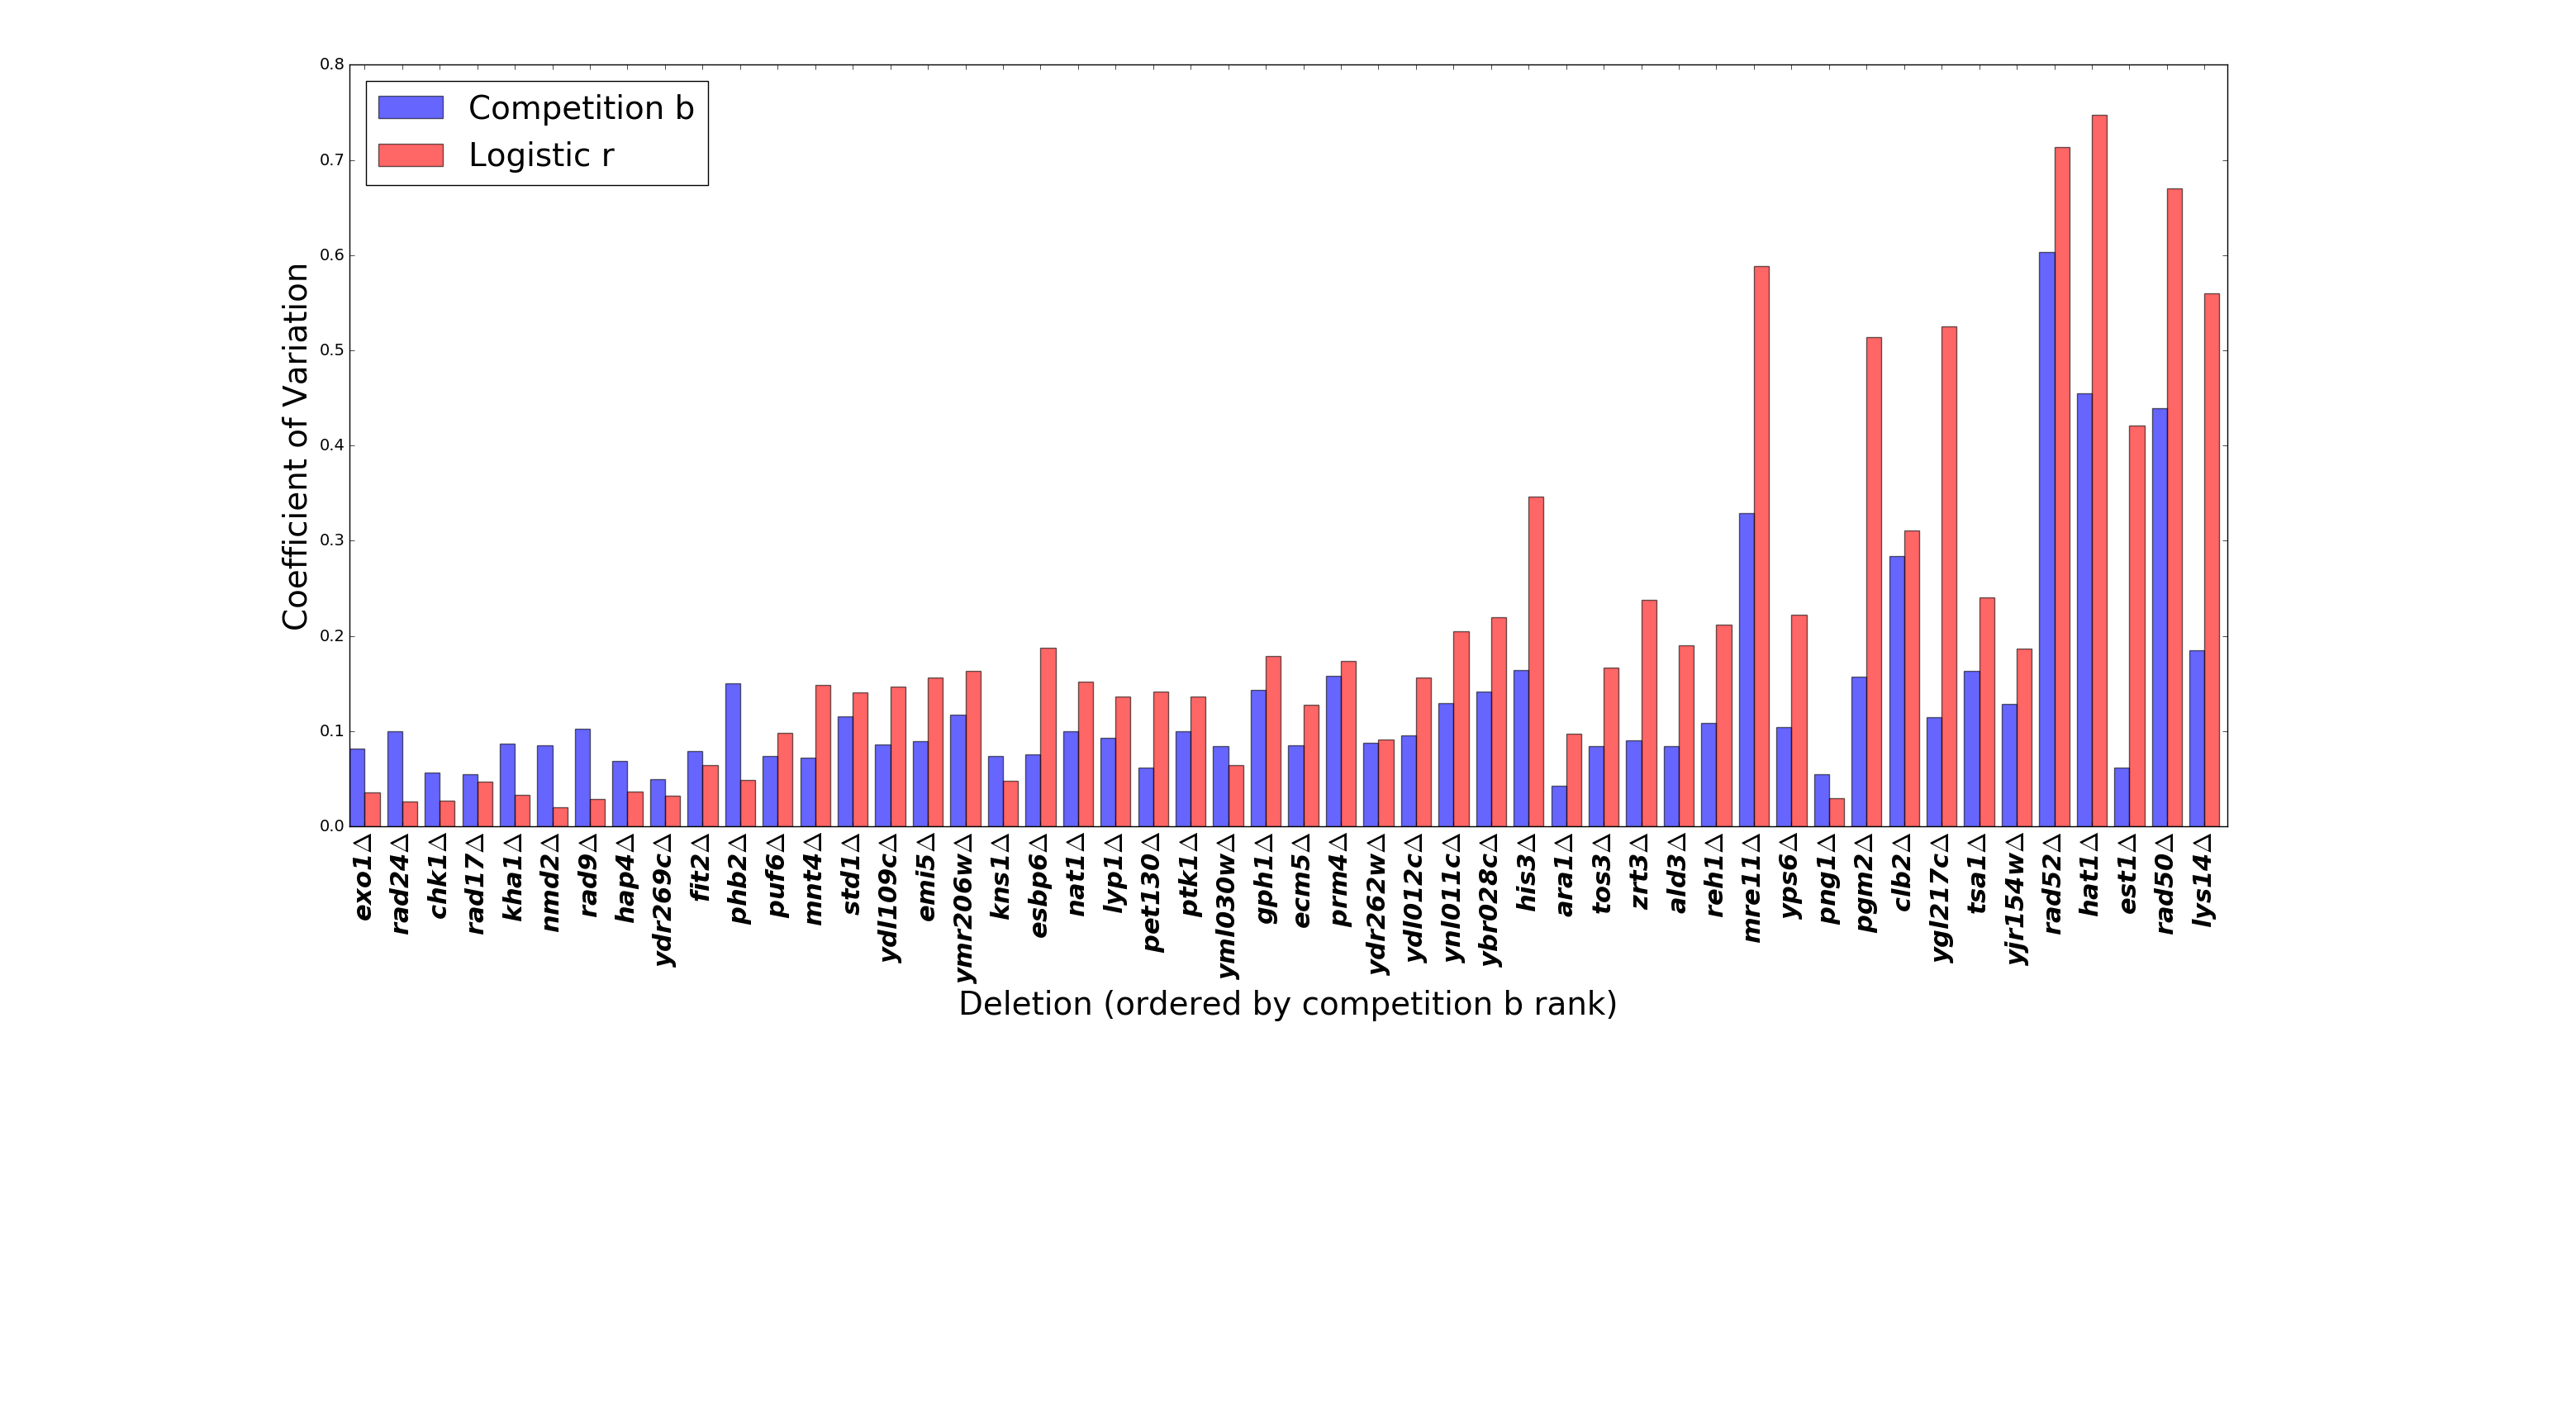 0.8
0.7
0.6
0.5
0.4
0.3
0.2
0.1
0.0
Coefficient of Variation
Competition b
Logistic r
exo1Δ
rad24Δ
chk1Δ
rad17Δ
kha1Δ
nmd2Δ
rad9Δ
hap4Δ
ydr269cΔ
fit2Δ
phb2Δ
puf6Δ
mnt4Δ
std1Δ
ydl109cΔ
emi5Δ
ymr206wΔ
kns1Δ
esbp6Δ
nat1Δ
lyp1Δ
pet130Δ
ptk1Δ
yml030wΔ
gph1Δ
ecm5Δ
prm4Δ
ydr262wΔ
ydl012cΔ
ynl011cΔ
ybr028cΔ
his3Δ
ara1Δ
tos3Δ
zrt3Δ
ald3Δ
reh1Δ
mre11Δ
yps6Δ
png1Δ
pgm2Δ
clb2Δ
ygl217cΔ
tsa1Δ
yjr154wΔ
rad52Δ
hat1Δ
est1Δ
rad50Δ
lys14Δ
Deletion (ordered by competition b rank)